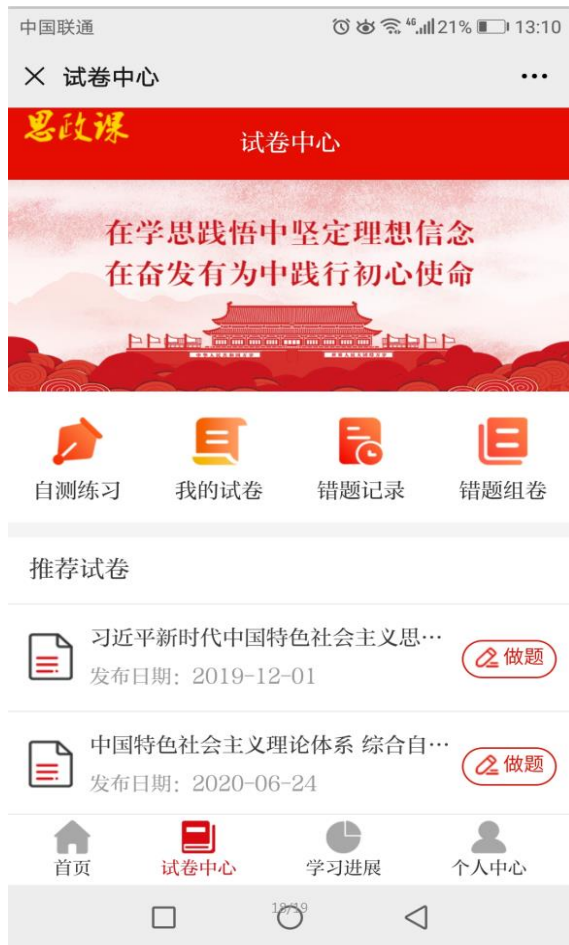 中国联通
46 21% 13:10
试卷中心
思政课
试卷中心
在学思践悟中坚定理想信念
在奋发有为中践行初心使命
自测练习 我的试卷 错题记录 错题组卷
推荐试卷
习近平新时代中国特色社会主义思…
发布日期：2019-12-01
做题
中国特色社会主义理论体系 综合自…
发布日期：2020-06-24
做题
首页 试卷中心 学习进展 个人中心
18/19